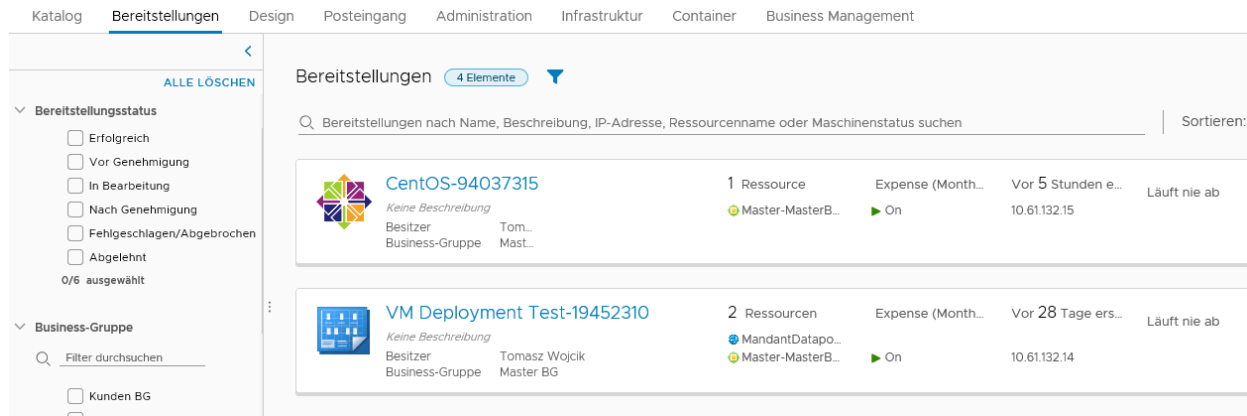 Katalog Bereitstellungen Design Posteingang Administration Infrastruktur Container Business Management
ALLE LÖSCHEN
Bereitstellungsstatus
Erfolgreich
Vor Genehmigung
In Bearbeitung
Nach Genehmigung
Fehlgeschlagen/Abgebrochen
Abgelehnt
0/6 ausgewählt
Business-Gruppe
Filter durchsuchen
Kunden BG
Bereitstellungen 4 Elemente
Bereitstellungen nach Name, Beschreibung, IP-Adresse, Ressourcenname oder Maschinenstatus suchen Sortieren:
CentOS-94037315 1 Ressource Expense (Month... Vor 5 Stunden e... Läuft nie ab
Keine Beschreibung Master-MasterB... On 10.61.132.15
Besitzer Tom...
Business-Gruppe Mast...
VM Deployment Test-19452310 2 Ressourcen Expense (Month... Vor 28 Tage ers... Läuft nie ab
Keine Beschreibung MandantDatapo...
Besitzer Tomasz Wojcik Master-MasterB... On 10.61.132.14
Business-Gruppe Master BG